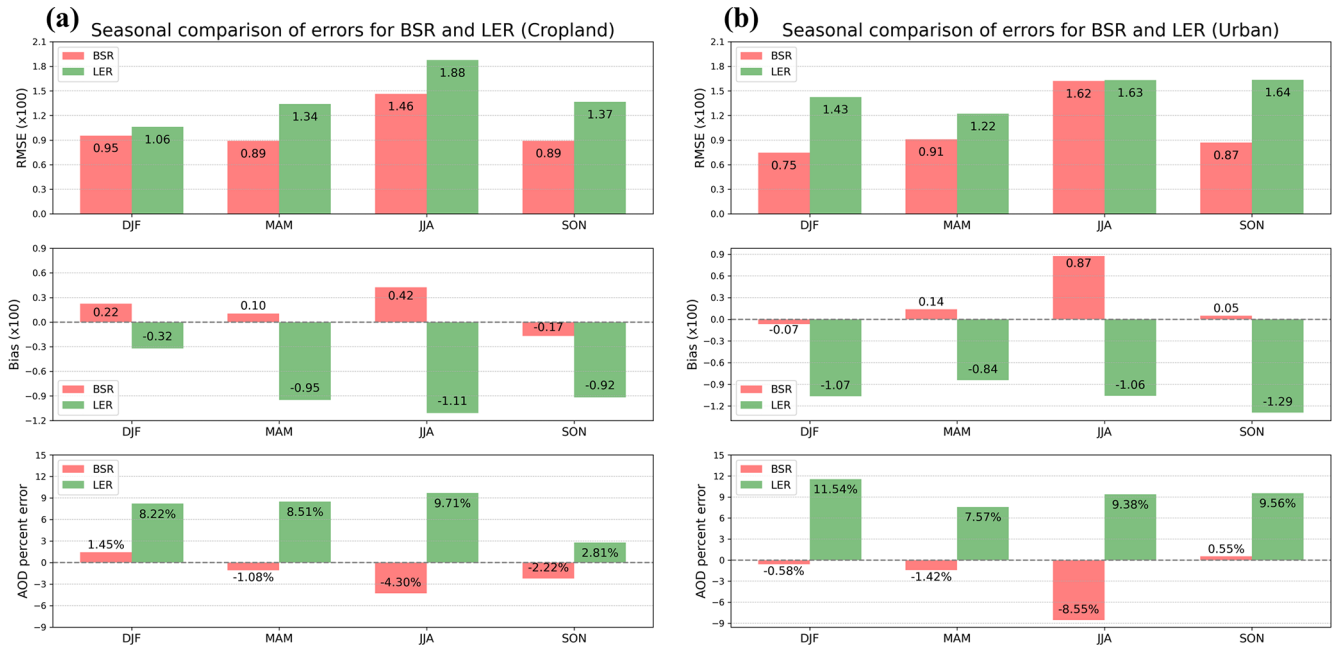 (a)
Seasonal comparison of errors for BSR and LER (Cropland)
RMSE (x100)
2.1
1.8
1.5
1.2
0.9
0.6
0.3
0.0
BSR
LER
0.95
1.06
0.89
1.34
1.46
1.88
0.89
1.37
DJF
MAM
JJA
SON
Bias (x100)
0.9
0.6
0.3
0.0
−0.3
−0.6
−0.9
−1.2
0.22
-0.32
0.10
-0.95
0.42
-1.11
-0.17
-0.92
BSR
LER
DJF
MAM
JJA
SON
AOD percent error
15
12
9
6
3
0
−3
−6
−9
BSR
LER
1.45%
8.22%
-1.08%
8.51%
-4.30%
9.71%
-2.22%
2.81%
DJF
MAM
JJA
SON
(b)
Seasonal comparison of errors for BSR and LER (Urban)
RMSE (x100)
2.1
1.8
1.5
1.2
0.9
0.6
0.3
0.0
BSR
LER
0.75
1.43
0.91
1.22
1.62
1.63
0.87
1.64
DJF
MAM
JJA
SON
Bias (x100)
0.9
0.6
0.3
0.0
−0.3
−0.6
−0.9
−1.2
-0.07
-1.07
0.14
-0.84
0.87
-1.06
0.05
-1.29
BSR
LER
DJF
MAM
JJA
SON
AOD percent error
15
12
9
6
3
0
−3
−6
−9
BSR
LER
-0.58%
11.54%
-1.42%
7.57%
-8.55%
9.38%
0.55%
9.56%
DJF
MAM
JJA
SON